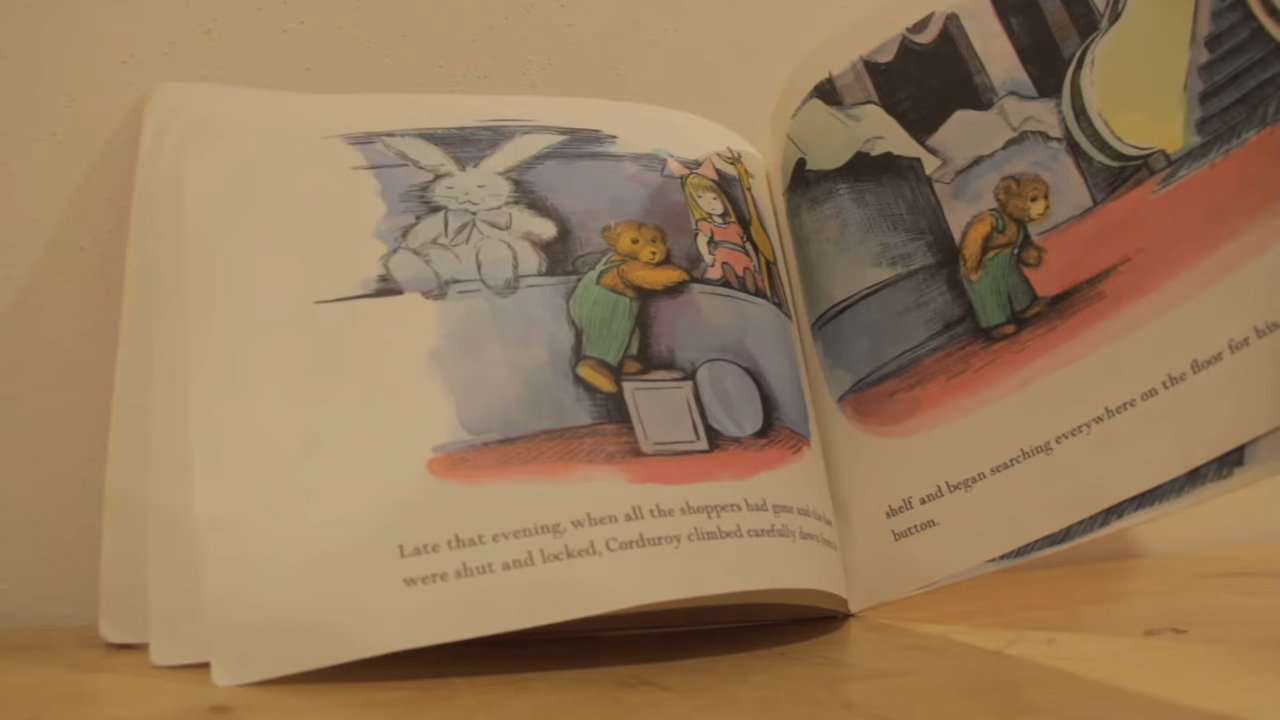 Late that evening, when all the shoppers had gone and the
were shut and locked, Corduroy climbed carefully down
shelf and began searching everywhere on the floor for his
button.